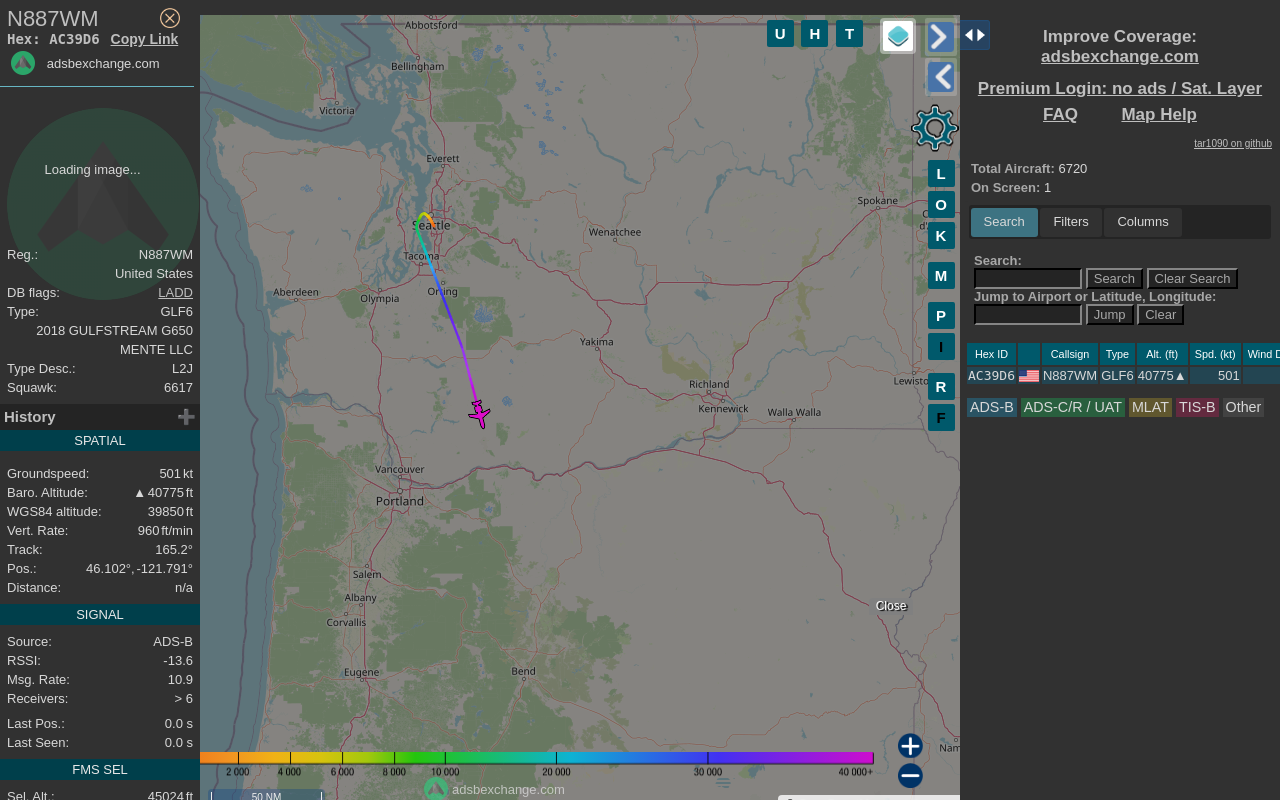 N887WM
Hex: AC39D6 Copy Link
adsbexchange.com
Loading image...
Reg.: N887WM
United States
DB flags: LADD
Type: GLF6
2018 GULFSTREAM G650
MENTE LLC
Type Desc.: L2J
Squawk: 6617
History
SPATIAL
Groundspeed: 501 kt
Baro. Altitude: ▲ 40775 ft
WGS84 altitude: 39850 ft
Vert. Rate: 960 ft/min
Track: 165.2°
Pos.: 46.102°, -121.791°
Distance: n/a
SIGNAL
Source: ADS-B
RSSI: -13.6
Msg. Rate: 10.9
Receivers: > 6
Last Pos.: 0.0 s
Last Seen: 0.0 s
FMS SEL
Sel. Alt.: 45024 ft
Abbotsford
Bellingham
Victoria
Everett
Seattle
Spokane
Wenatchee
Tacoma
Orting
Olympia
Aberdeen
Yakima
Richland
Kennewick
Walla Walla
Lewisto
Vancouver
Portland
Salem
Albany
Corvallis
Eugene
Bend
Nam
Close
U H T
L
O
K
M
P
I
R
F
2 000 4 000 6 000 8 000 10 000 20 000 30 000 40 000+
adsbexchange.com
50 NM
Improve Coverage:
adsbexchange.com
Premium Login: no ads / Sat. Layer
FAQ Map Help
tar1090 on github
Total Aircraft: 6720
On Screen: 1
Search Filters Columns
Search:
Search Clear Search
Jump to Airport or Latitude, Longitude:
Jump Clear
Hex ID Callsign Type Alt. (ft) Spd. (kt) Wind D
AC39D6 N887WM GLF6 40775▲ 501
ADS-B ADS-C/R / UAT MLAT TIS-B Other